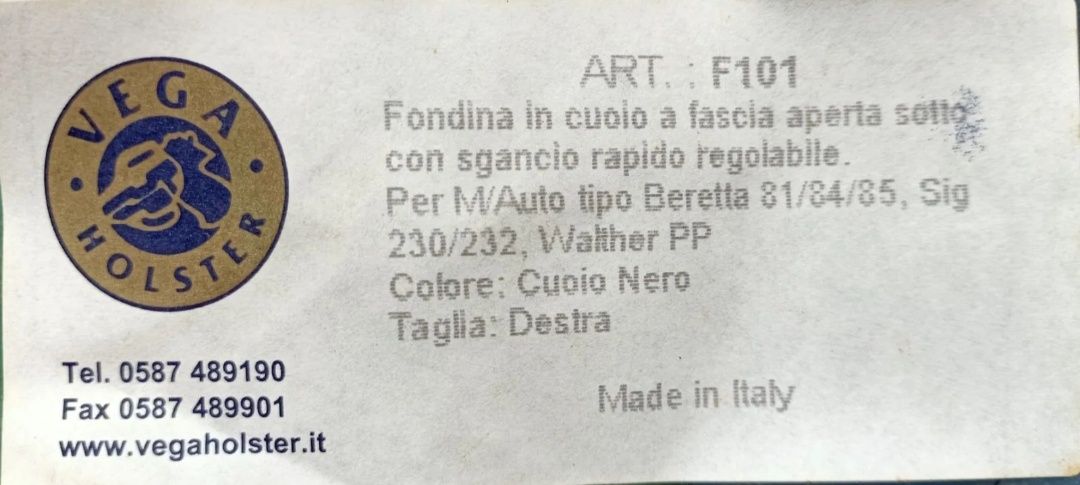 VEGA
HOLSTER
Tel. 0587 489190
Fax 0587 489901
www.vegaholster.it
ART. : F101
Fondina in cuoio a fascia aperta sotto
con sgancio rapido regolabile.
Per M/Auto tipo Beretta 81/84/85, Sig
230/232, Walther PP
Colore: Cuoio Nero
Taglia: Destra
Made in Italy